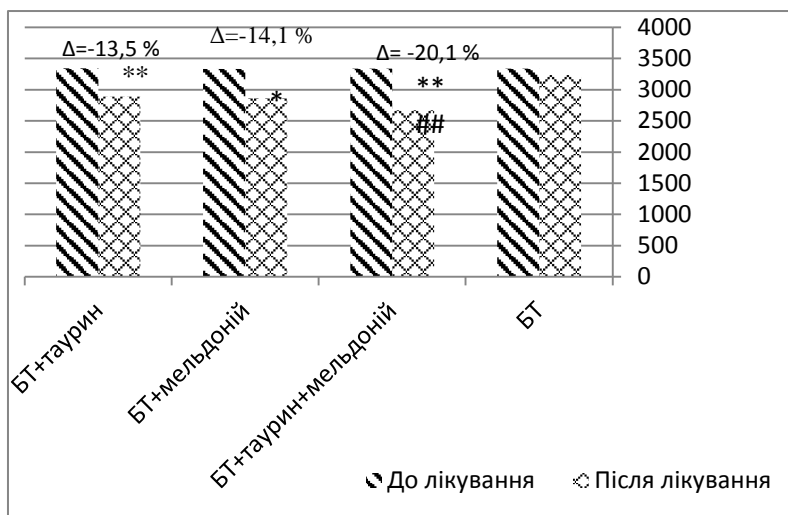 Δ=-13,5 %
Δ=-14,1 %
Δ= -20,1 %
**
*
**
##
4000
3500
3000
2500
2000
1500
1000
500
0
БТ+таурин
БТ+мельдоній
БТ+таурин+мельдоній
БТ
До лікування
Після лікування